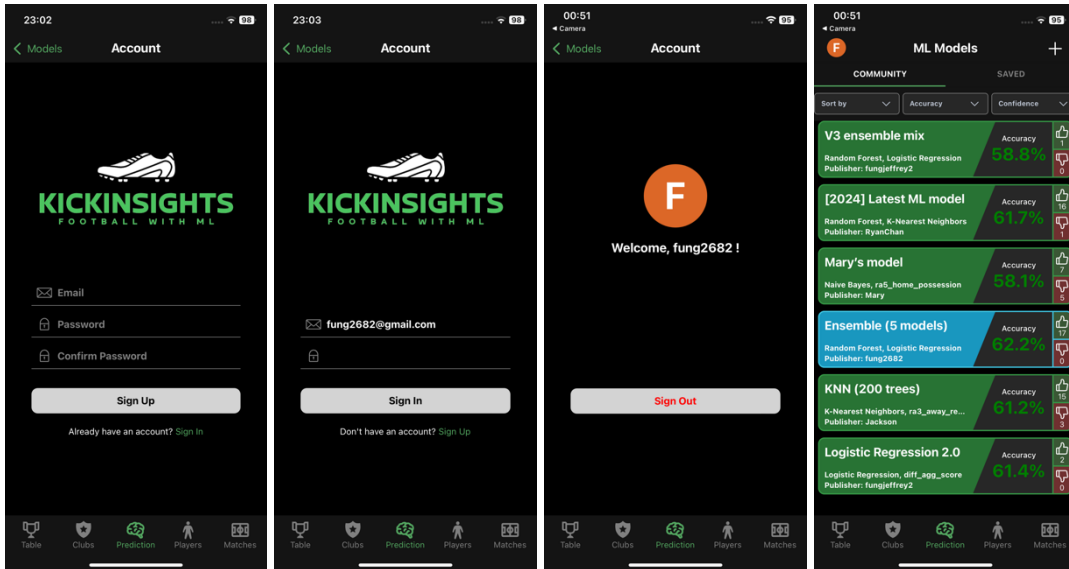 23:02
98
Models
Account
KICKINSIGHTS
FOOTBALL WITH ML
Email
Password
Confirm Password
Sign Up
Already have an account? Sign In
Table
Clubs
Prediction
Players
Matches
23:03
98
Models
Account
KICKINSIGHTS
FOOTBALL WITH ML
fung2682@gmail.com
Sign In
Don't have an account? Sign Up
Table
Clubs
Prediction
Players
Matches
00:51
95
Camera
Models
Account
F
Welcome, fung2682 !
Sign Out
Table
Clubs
Prediction
Players
Matches
00:51
95
Camera
F
ML Models
COMMUNITY
SAVED
Sort by
Accuracy
Confidence
V3 ensemble mix
Random Forest, Logistic Regression
Publisher: fungjeffrey2
Accuracy
58.8%
1
0
[2024] Latest ML model
Random Forest, K-Nearest Neighbors
Publisher: RyanChan
Accuracy
61.7%
16
1
Mary's model
Naive Bayes, ra5_home_possession
Publisher: Mary
Accuracy
58.1%
7
5
Ensemble (5 models)
Random Forest, Logistic Regression
Publisher: fung2682
Accuracy
62.2%
17
0
KNN (200 trees)
K-Nearest Neighbors, ra3_away_re...
Publisher: Jackson
Accuracy
61.2%
15
3
Logistic Regression 2.0
Logistic Regression, diff_agg_score
Publisher: fungjeffrey2
Accuracy
61.4%
2
0
Table
Clubs
Prediction
Players
Matches